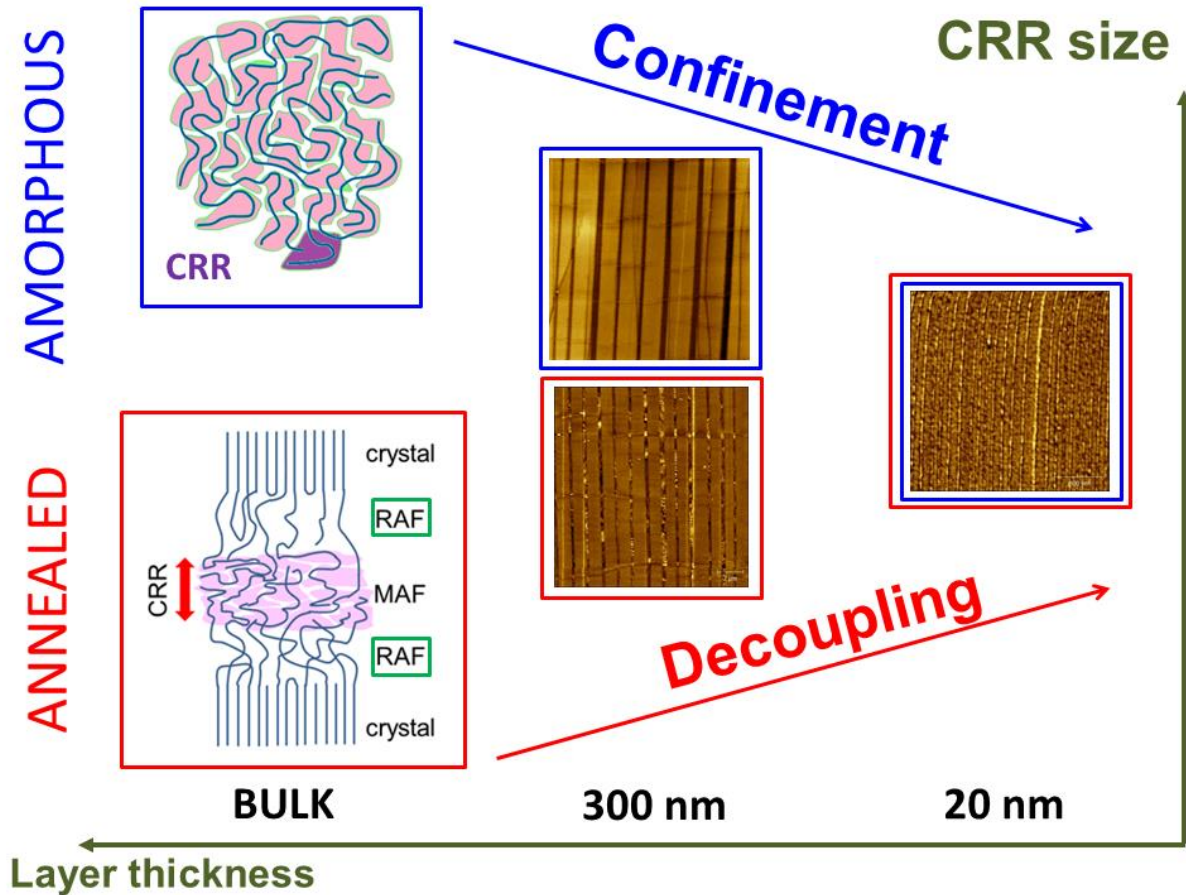 AMORPHOUS
CRR
Confinement
CRR size
ANNEALED
crystal
RAF
CRR
MAF
RAF
crystal
Decoupling
BULK
300 nm
20 nm
Layer thickness